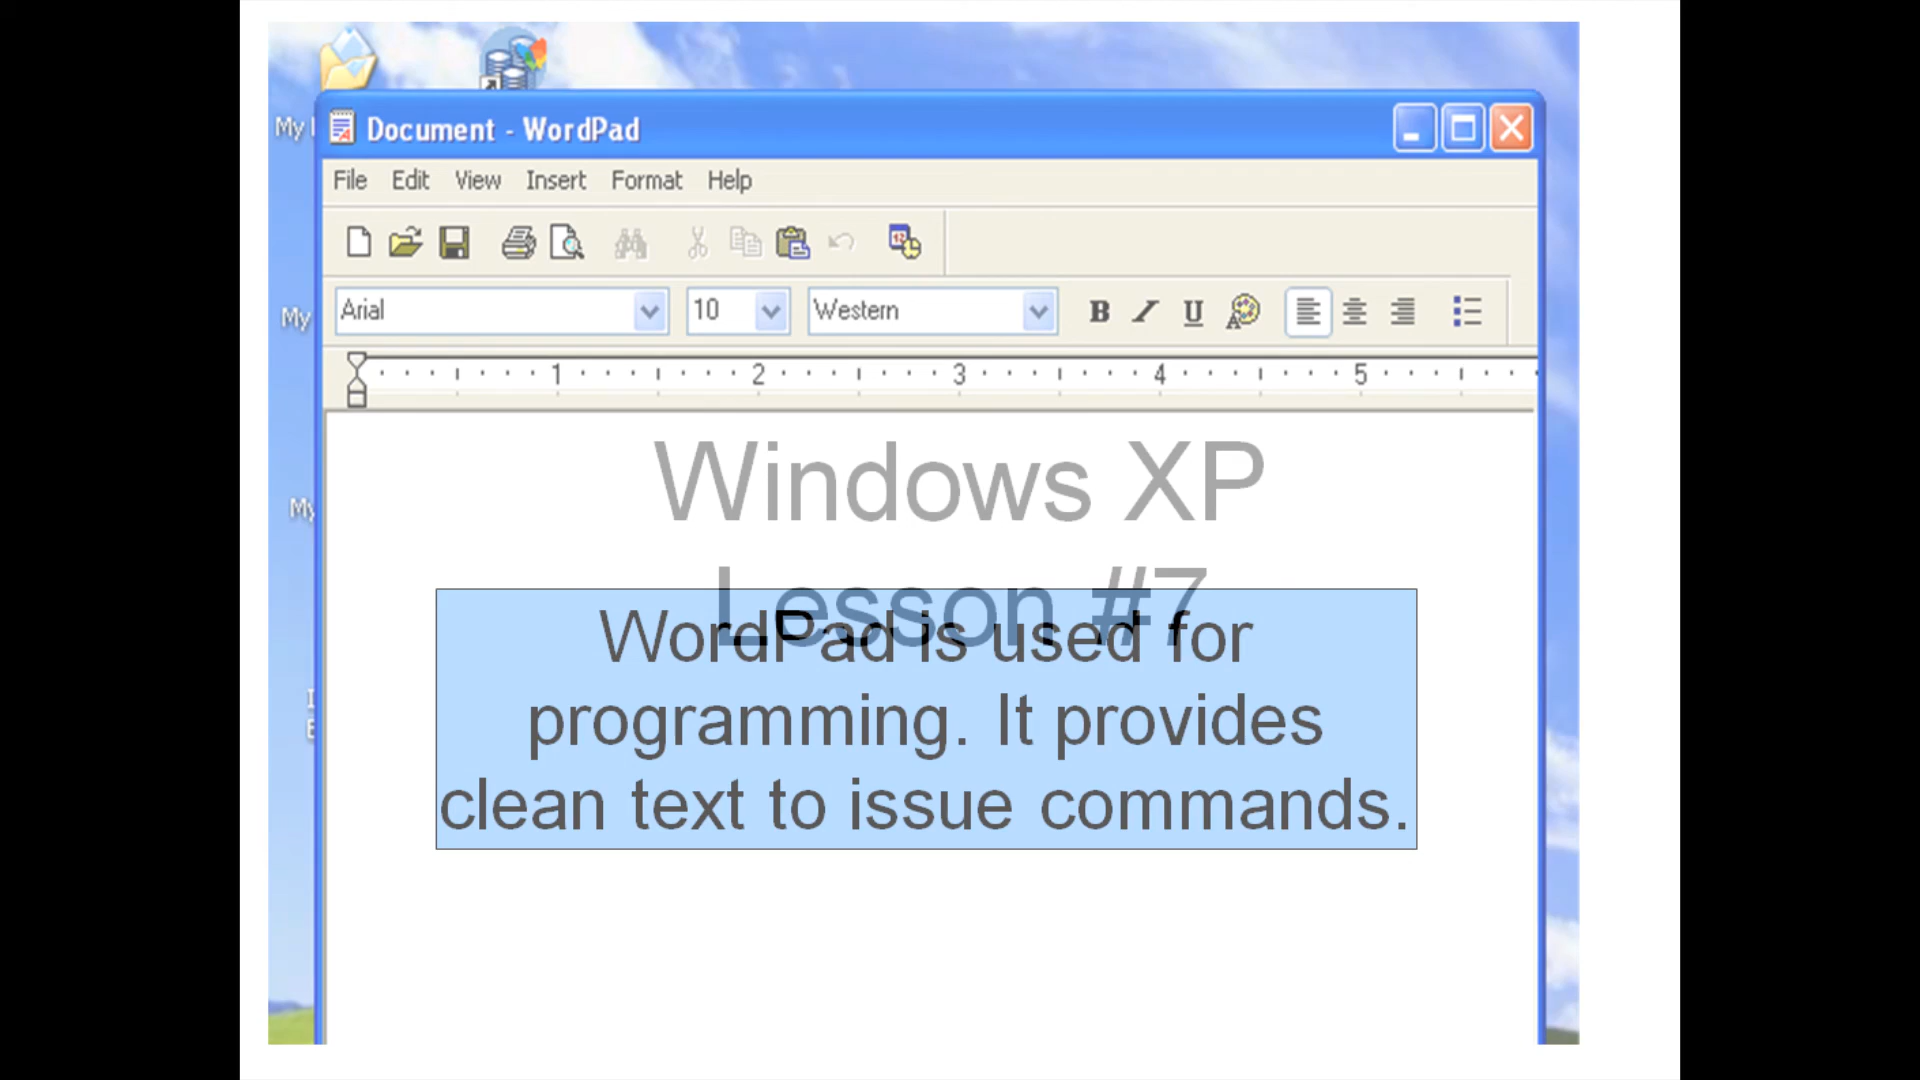 My
Document - WordPad
File Edit View Insert Format Help
Arial 10 Western B I U
My
1 2 3 4 5
Windows XP
My
Lesson #7
WordPad is used for
programming. It provides
clean text to issue commands.